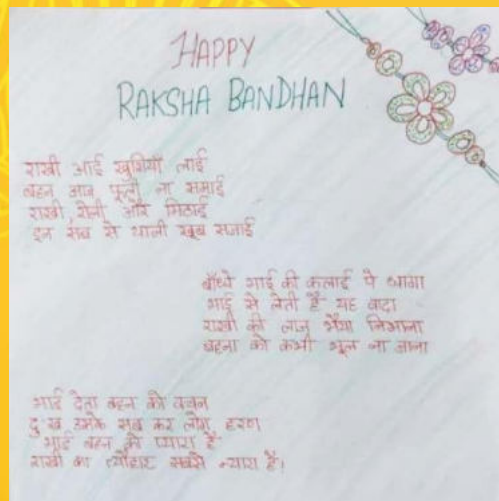 HAPPY
RAKSHA BANDHAN
राखी आई खुशियाँ लाई
बहन आज फूली ना समाई
राखी, रोली और मिठाई
इन सब से थाली खूब सजाई
बाँधे भाई की कलाई पे धागा
भाई से लेती है यह वादा
राखी की लाज भैया निभाना
बहना को कभी भूल ना जाना
भाई देता बहन को वचन
दुःख उसके सब कर लेगा हरण
भाई बहन को प्यारा है
राखी का त्यौहार सबसे न्यारा है।